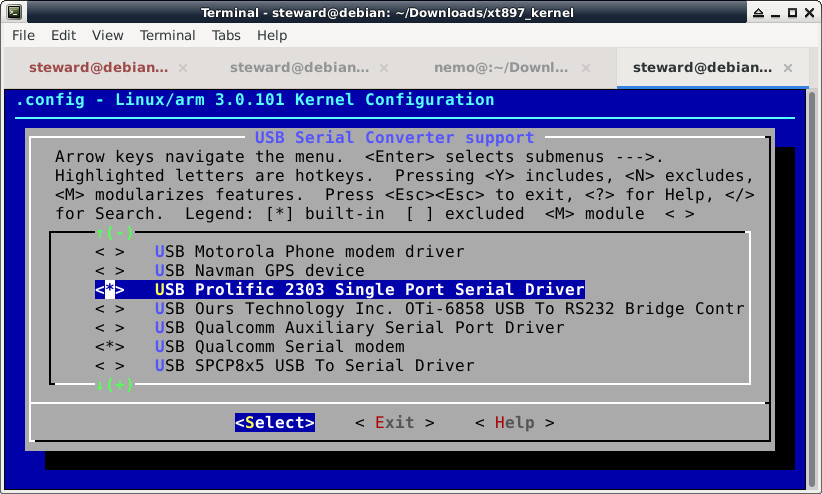 Terminal - steward@debian: ~/Downloads/xt897_kernel
File Edit View Terminal Tabs Help
steward@debian... × steward@debian... × nemo@:~/Downl... × steward@debian... ×
.config - Linux/arm 3.0.101 Kernel Configuration
USB Serial Converter support
Arrow keys navigate the menu.  <Enter> selects submenus --->.
Highlighted letters are hotkeys.  Pressing <Y> includes, <N> excludes,
<M> modularizes features.  Press <Esc><Esc> to exit, <?> for Help, </>
for Search.  Legend: [*] built-in  [ ] excluded  <M> module  < >
↑(-)
< >   USB Motorola Phone modem driver
< >   USB Navman GPS device
<*>   USB Prolific 2303 Single Port Serial Driver
< >   USB Ours Technology Inc. OTi-6858 USB To RS232 Bridge Contr
< >   USB Qualcomm Auxiliary Serial Port Driver
<*>   USB Qualcomm Serial modem
< >   USB SPCP8x5 USB To Serial Driver
↓(+)
<Select>    < Exit >    < Help >